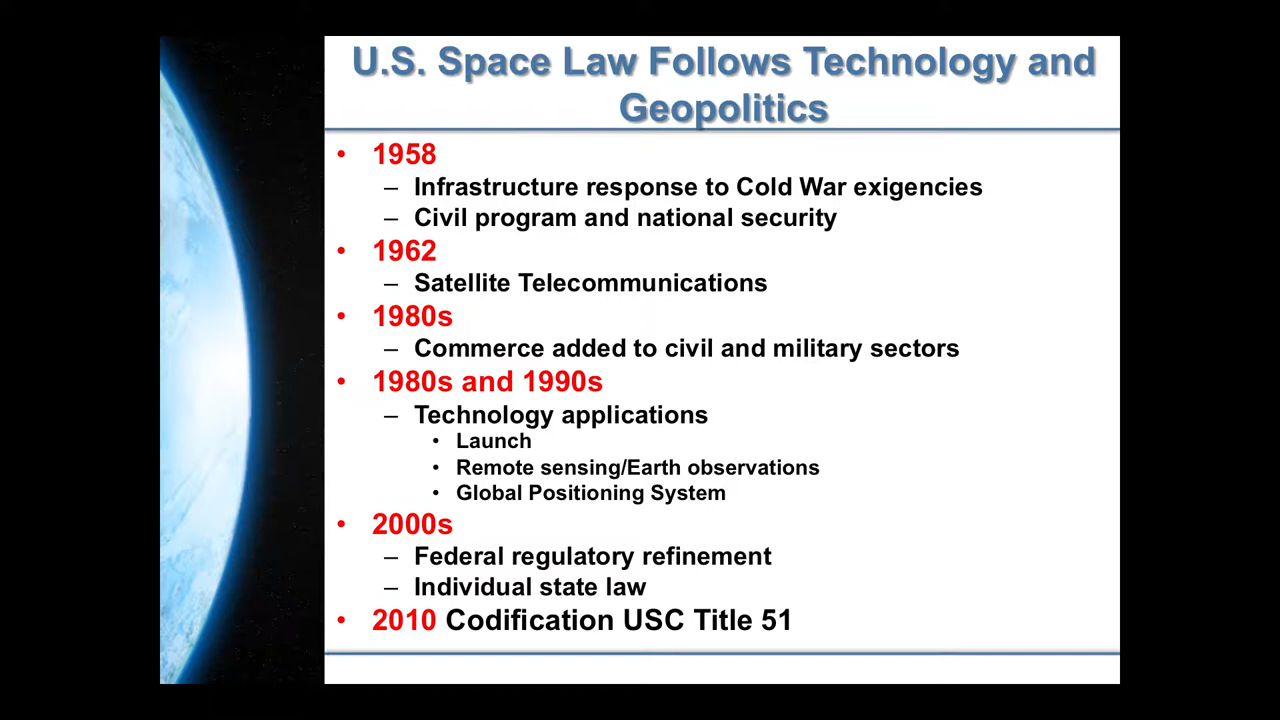 U.S. Space Law Follows Technology and
Geopolitics
• 1958
– Infrastructure response to Cold War exigencies
– Civil program and national security
• 1962
– Satellite Telecommunications
• 1980s
– Commerce added to civil and military sectors
• 1980s and 1990s
– Technology applications
• Launch
• Remote sensing/Earth observations
• Global Positioning System
• 2000s
– Federal regulatory refinement
– Individual state law
• 2010 Codification USC Title 51